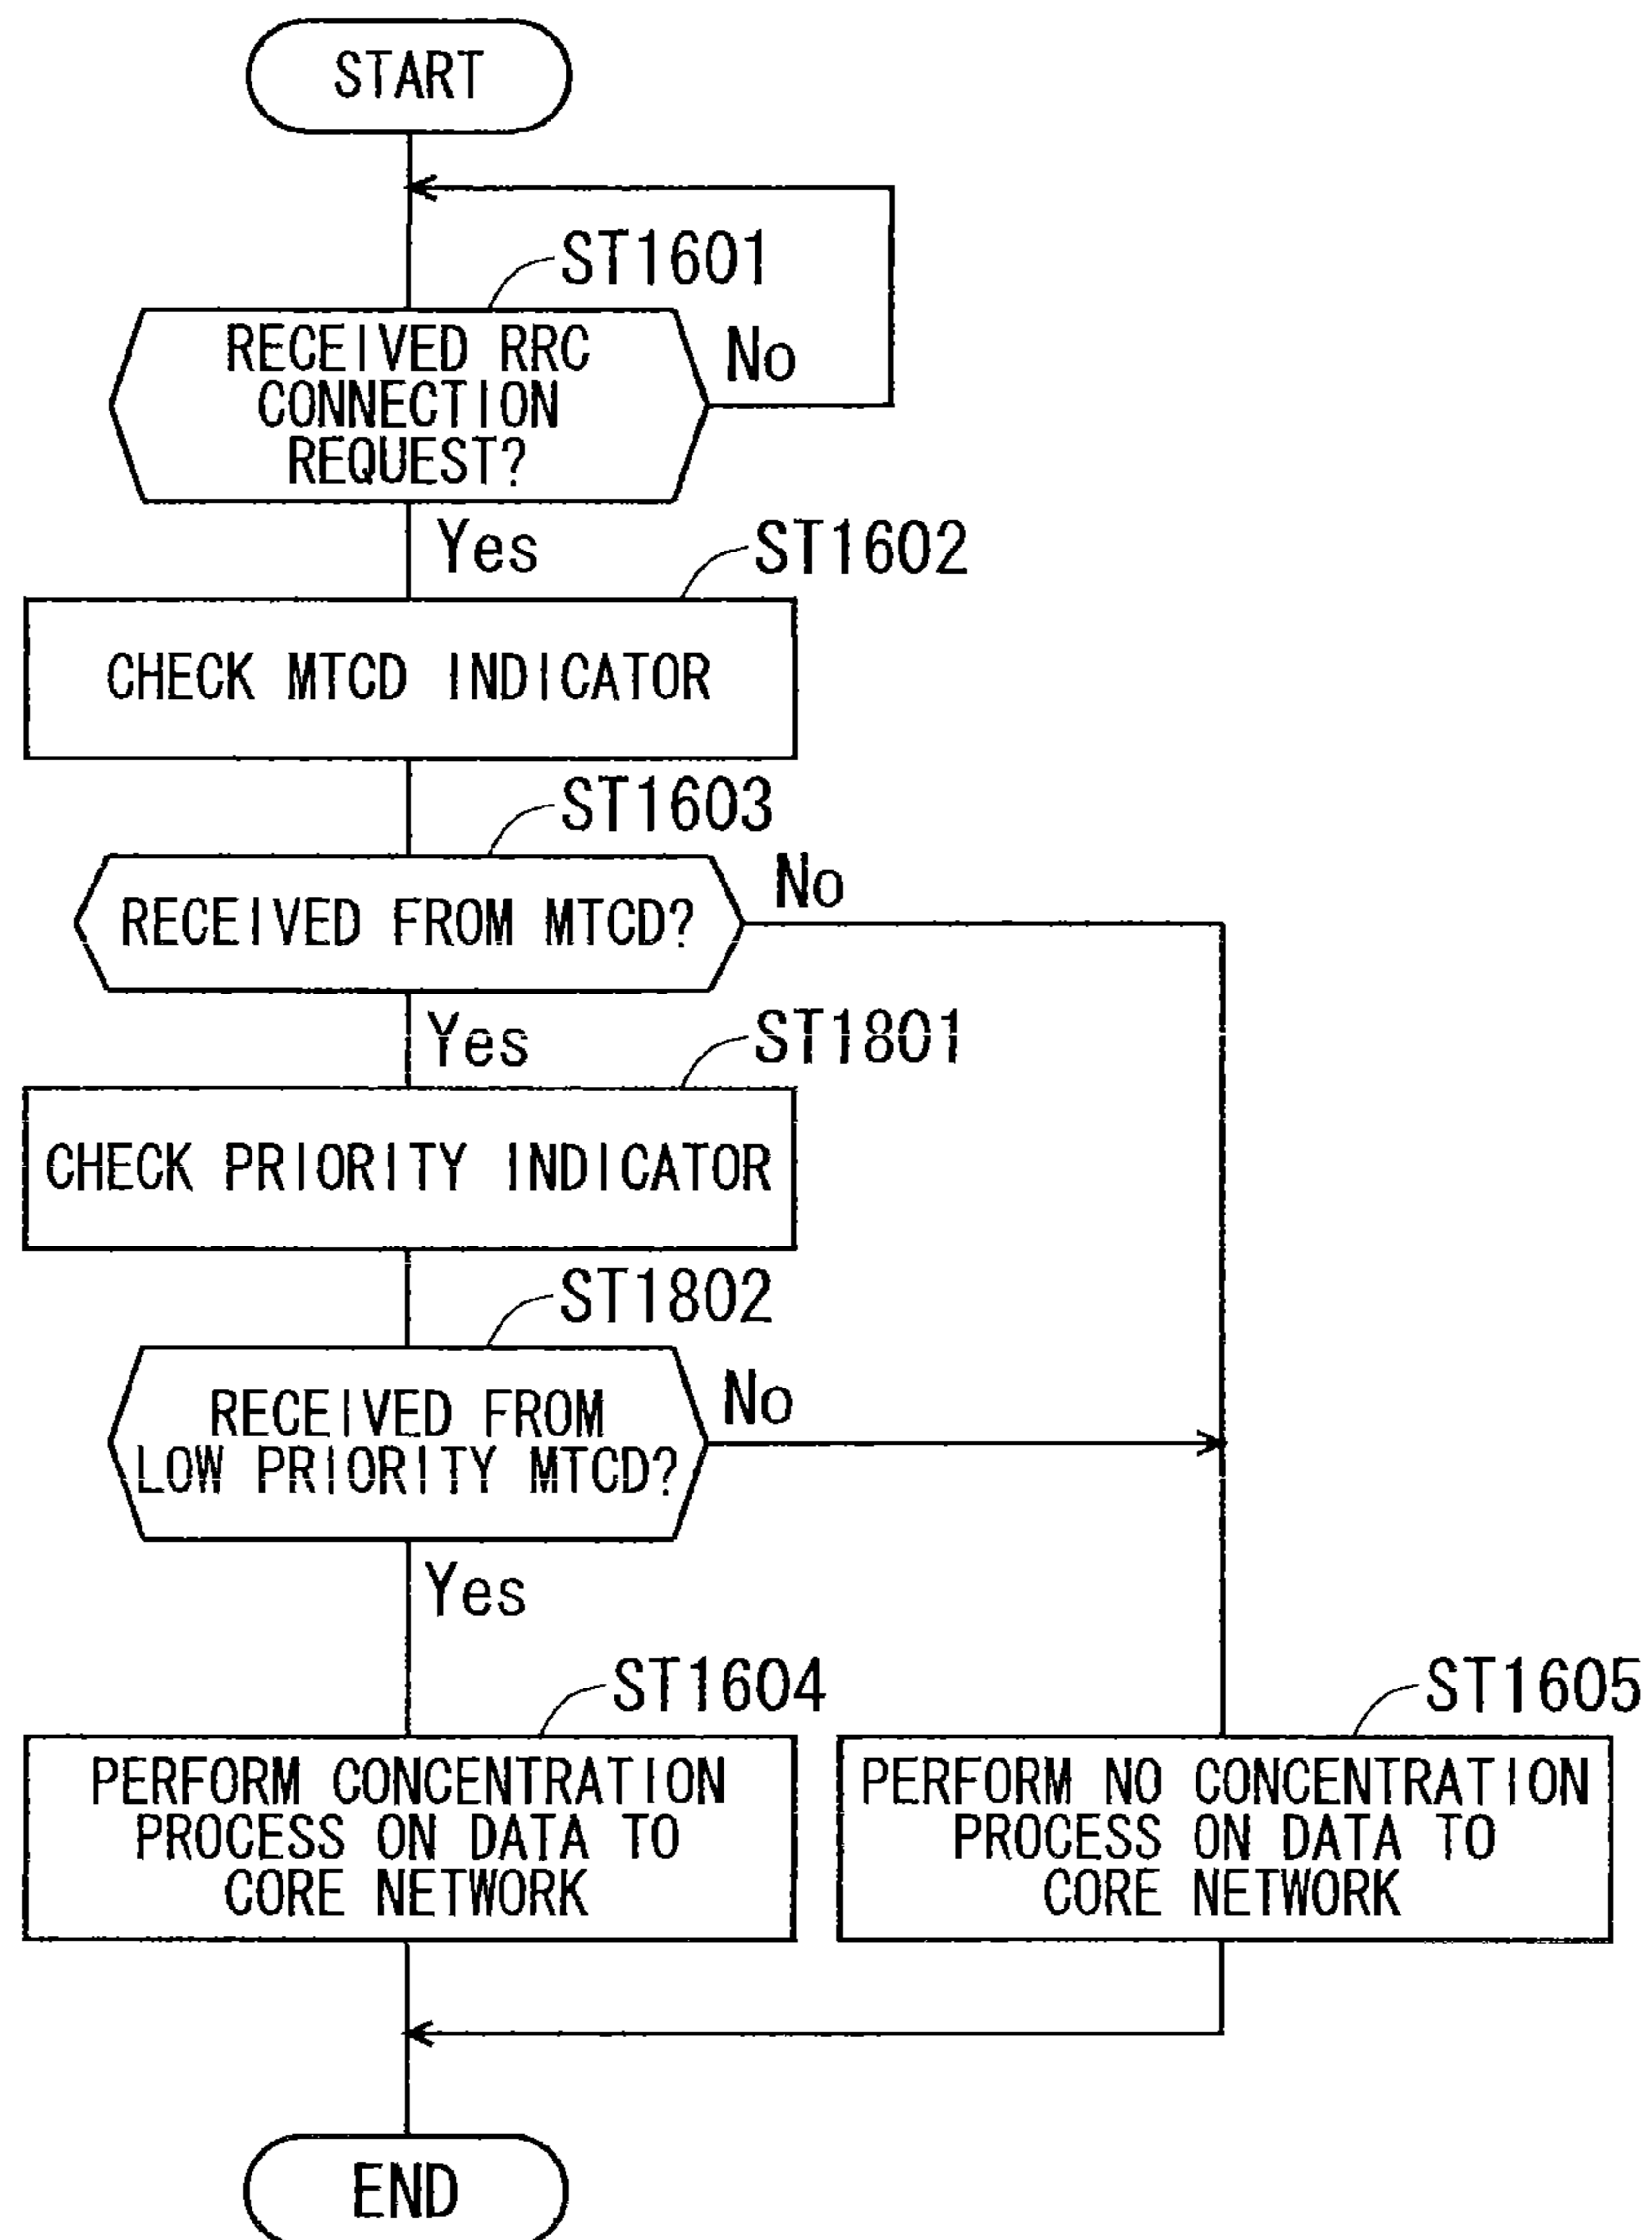 START
ST1601
RECEIVED RRC
CONNECTION
REQUEST?
No
Yes
ST1602
CHECK MTCD INDICATOR
ST1603
RECEIVED FROM MTCD?
No
Yes
ST1801
CHECK PRIORITY INDICATOR
ST1802
RECEIVED FROM
LOW PRIORITY MTCD?
No
Yes
ST1604
PERFORM CONCENTRATION
PROCESS ON DATA TO
CORE NETWORK
ST1605
PERFORM NO CONCENTRATION
PROCESS ON DATA TO
CORE NETWORK
END